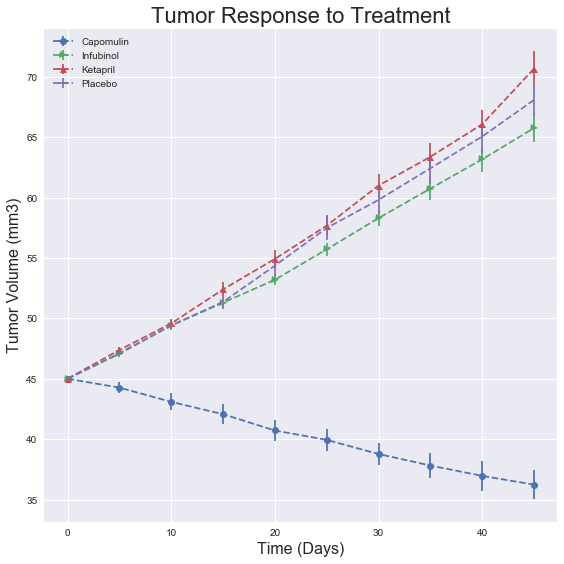 Tumor Response to Treatment
Capomulin
Infubinol
Ketapril
Placebo
70
65
60
55
50
45
40
35
Tumor Volume (mm3)
0 10 20 30 40
Time (Days)